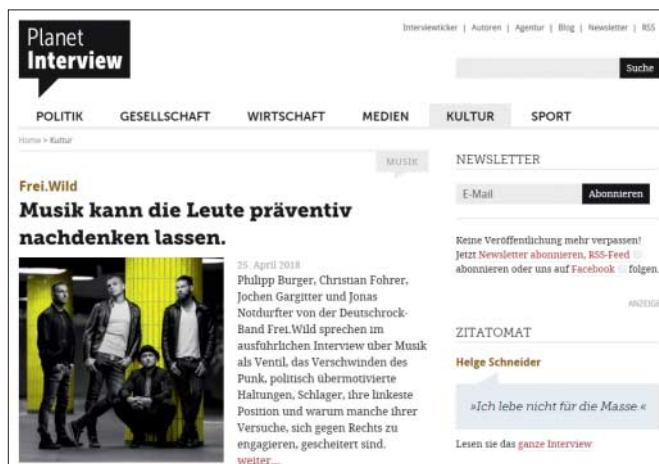 Planet
Interview
Interviewticker | Autoren | Agentur | Blog | Newsletter | RSS
Suche
POLITIK GESELLSCHAFT WIRTSCHAFT MEDIEN KULTUR SPORT
Home > Kultur
MUSIK
Frei.Wild
Musik kann die Leute präventiv
nachdenken lassen.
25. April 2018
Philipp Burger, Christian Fohrer,
Jochen Gargitter und Jonas
Notdurfter von der Deutschrock-
Band Frei.Wild sprechen im
ausführlichen Interview über Musik
als Ventil, das Verschwinden des
Punk, politisch übermotivierte
Haltungen, Schlager, ihre linkeste
Position und warum manche ihrer
Versuche, sich gegen Rechts zu
engagieren, gescheitert sind.
weiter...
NEWSLETTER
E-Mail Abonnieren
Keine Veröffentlichung mehr verpassen!
Jetzt Newsletter abonnieren, RSS-Feed
abonnieren oder uns auf Facebook folgen.
ANZEIGE
ZITATOMAT
Helge Schneider
»Ich lebe nicht für die Masse.«
Lesen sie das ganze Interview